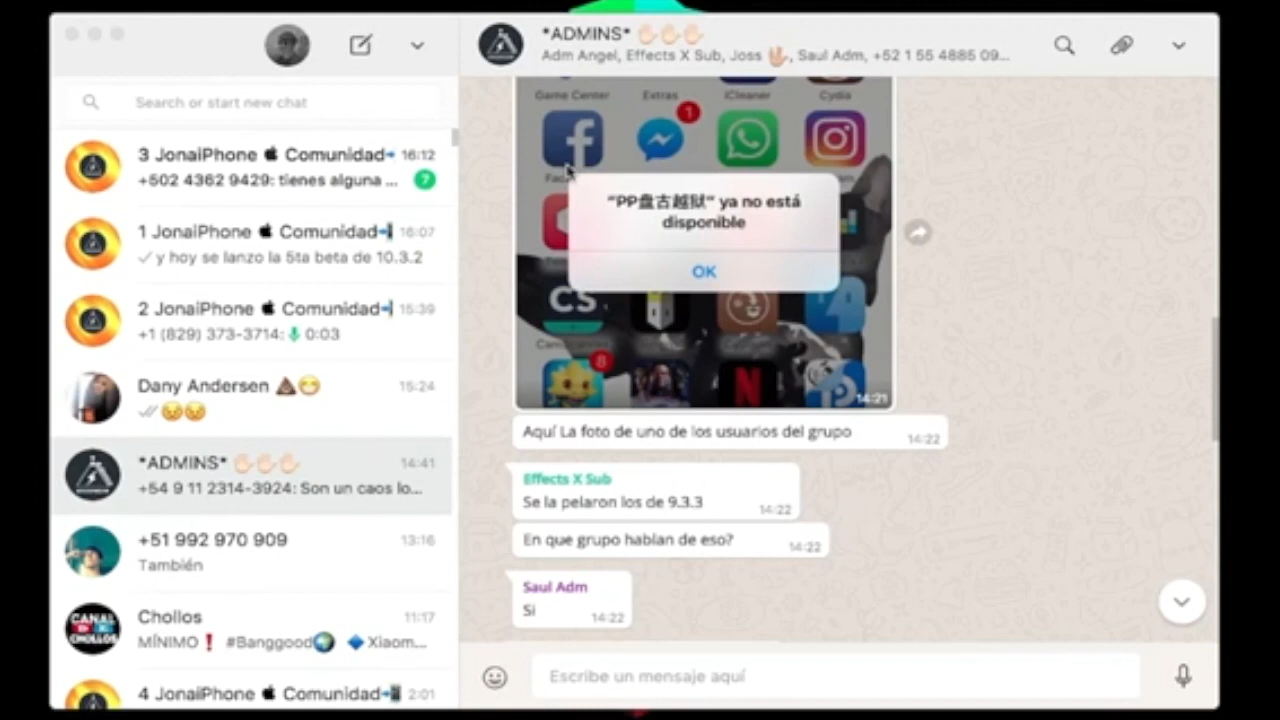 Search or start new chat
3 JonaiPhone  Comunidad
16:12
+502 4362 9429: tienes alguna ...
7
1 JonaiPhone  Comunidad
16:07
y hoy se lanzo la 5ta beta de 10.3.2
2 JonaiPhone  Comunidad
15:39
+1 (829) 373-3714: 0:03
Dany Andersen 💩😁
15:24
*ADMINS* 🖐🏻🖐🏻🖐🏻
14:41
+54 9 11 2314-3924: Son un caos lo...
+51 992 970 909
13:16
También
Chollos
11:17
CANAL
CHOLLOS
MÍNIMO❗ #Banggood🌍 🔷Xiaom...
4 JonaiPhone  Comunidad
2:01
*ADMINS* 🖐🏻🖐🏻🖐🏻
Adm Angel, Effects X Sub, Joss 🖖🏻, Saul Adm, +52 1 55 4885 09...
Game Center Extras iCleaner Cydia
1
"PP盘古越狱" ya no está
disponible
OK
CS
8
N
14:21
Aquí La foto de uno de los usuarios del grupo
14:22
Effects X Sub
Se la pelaron los de 9.3.3
14:22
En que grupo hablan de eso?
14:22
Saul Adm
Si
14:22
Escribe un mensaje aquí